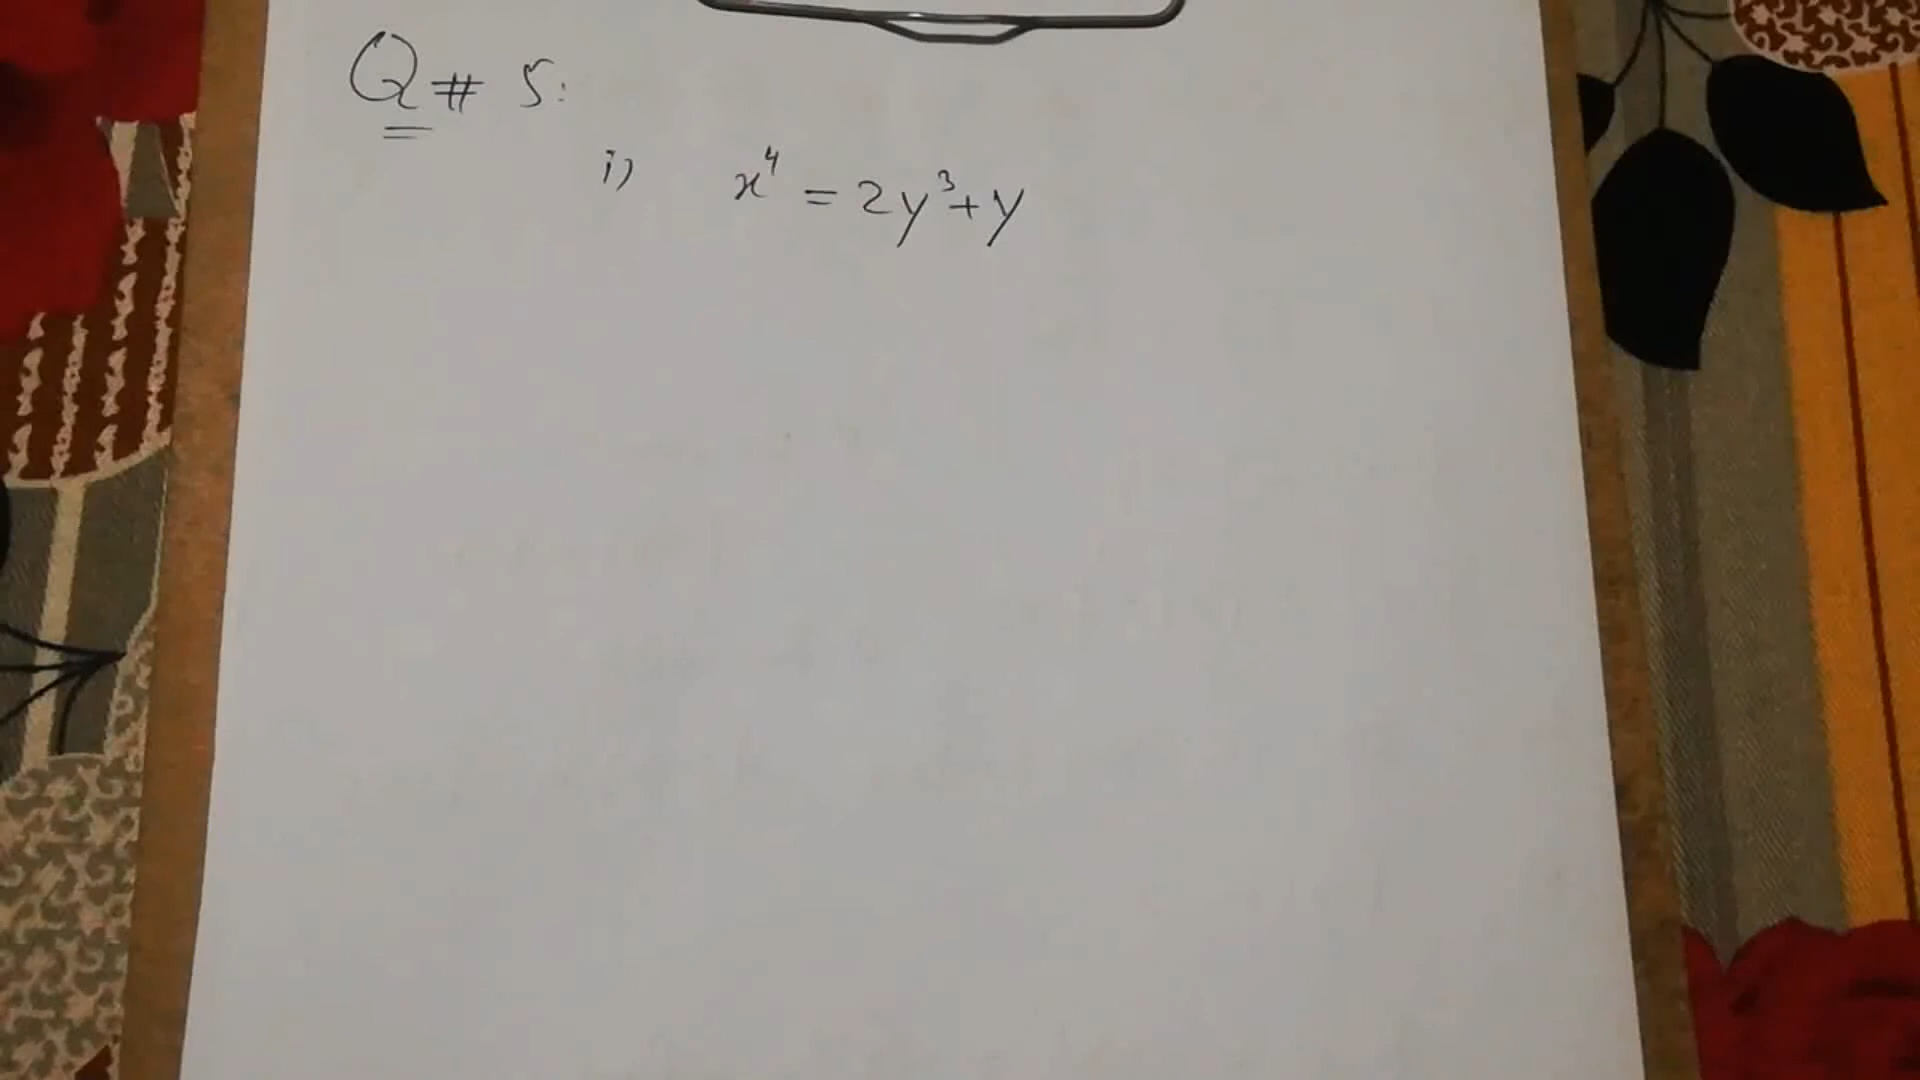 Q# 5:
i) x⁴ = 2y³+y